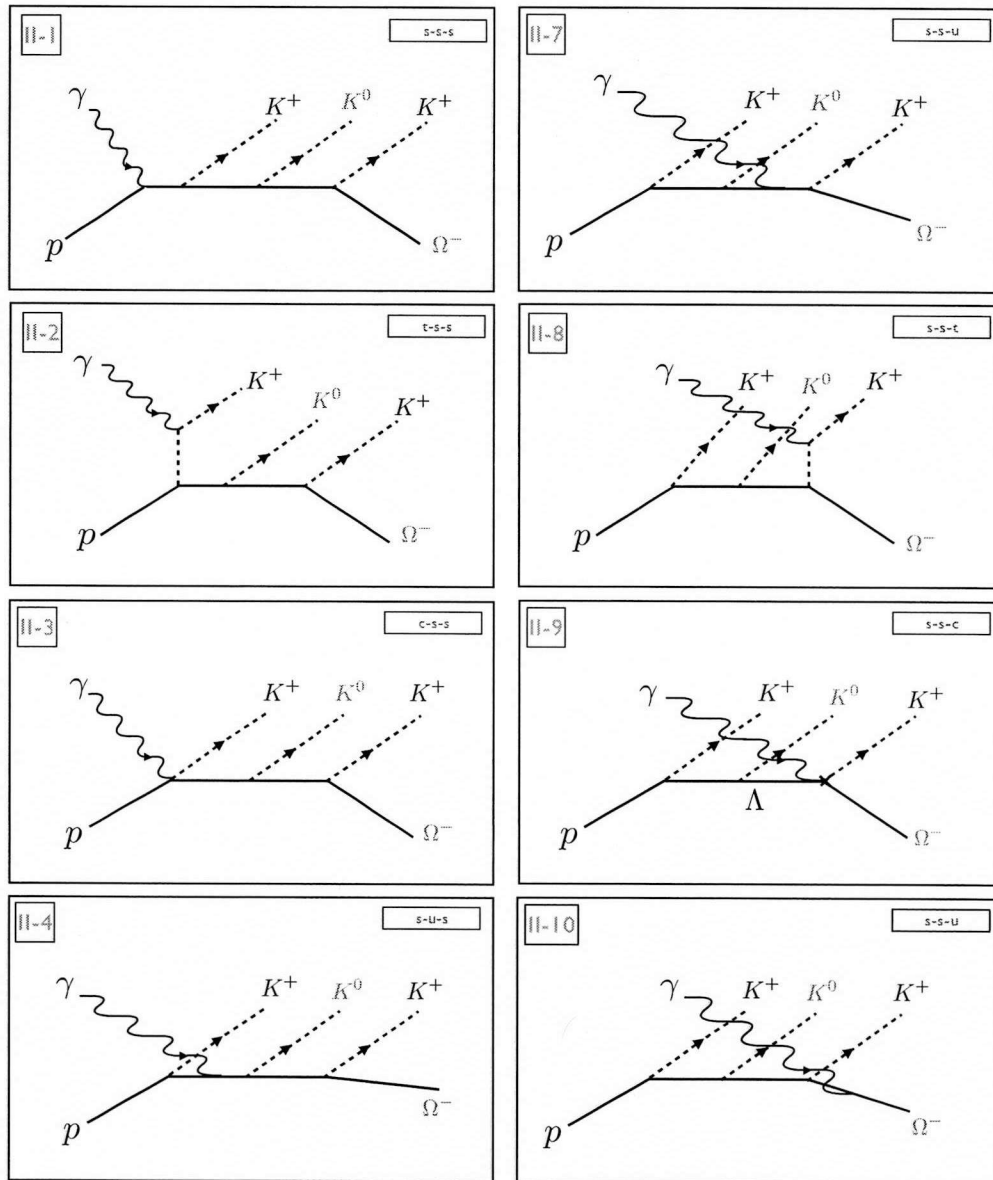 II-1
s-s-s
γ
K⁺
K⁰
K⁺
p
Ω⁻
II-7
s-s-u
γ
K⁺
K⁰
K⁺
p
Ω⁻
II-2
t-s-s
γ
K⁺
K⁰
K⁺
p
Ω⁻
II-8
s-s-t
γ
K⁺
K⁰
K⁺
p
Ω⁻
II-3
c-s-s
γ
K⁺
K⁰
K⁺
p
Ω⁻
II-9
s-s-c
γ
K⁺
K⁰
K⁺
Λ
p
Ω⁻
II-4
s-u-s
γ
K⁺
K⁰
K⁺
p
Ω⁻
II-10
s-s-u
γ
K⁺
K⁰
K⁺
p
Ω⁻